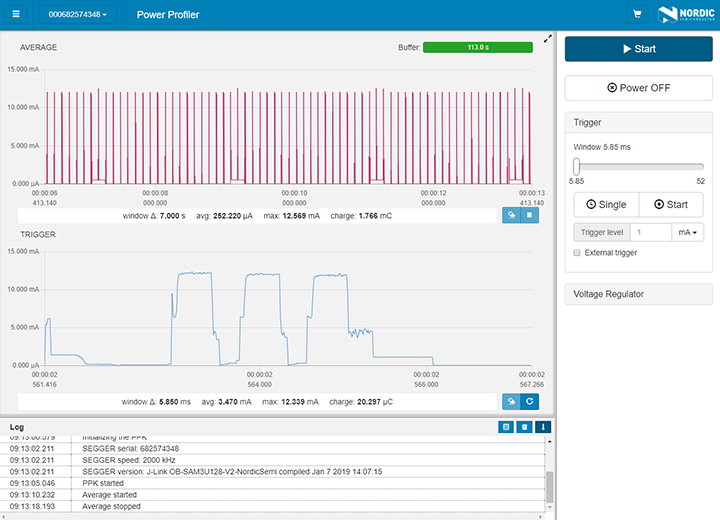 000682574348
Power Profiler
NORDIC
SEMICONDUCTOR
AVERAGE
Buffer: 113.0 s
15.000 mA
10.000 mA
5.000 mA
0.000 µA
00:00:06 00:00:08 00:00:10 00:00:12 00:00:13
413.140 000.000 000.000 000.000 413.140
window Δ: 7.000 s avg: 252.220 µA max: 12.569 mA charge: 1.766 mC
TRIGGER
15.000 mA
10.000 mA
5.000 mA
0.000 µA
00:00:02 00:00:02 00:00:02 00:00:02
561.416 564.000 566.000 567.266
window Δ: 5.850 ms avg: 3.470 mA max: 12.339 mA charge: 20.297 µC
Start
Power OFF
Trigger
Window 5.85 ms
5.85 52
Single Start
Trigger level 1 mA
External trigger
Voltage Regulator
Log
09:13:00.579 Initializing the PPK
09:13:02.211 SEGGER serial: 682574348
09:13:02.211 SEGGER speed: 2000 kHz
09:13:02.211 SEGGER version: J-Link OB-SAM3U128-V2-NordicSemi compiled Jan 7 2019 14:07:15
09:13:05.046 PPK started
09:13:10.232 Average started
09:13:18.193 Average stopped